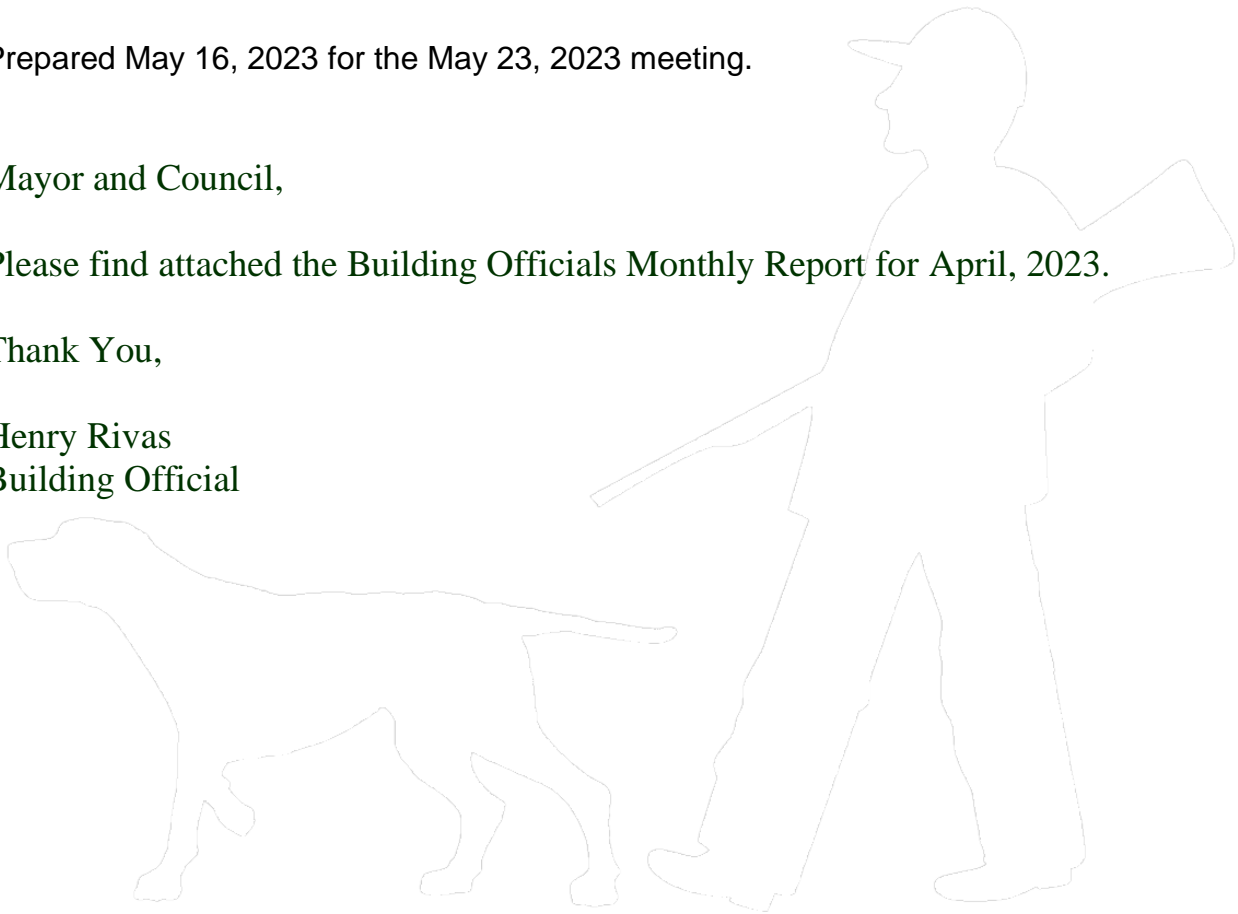 Prepared May 16, 2023 for the May 23, 2023 meeting.
Mayor and Council,
Please find attached the Building Officials Monthly Report for April, 2023.
Thank You,
Henry Rivas
Building Official